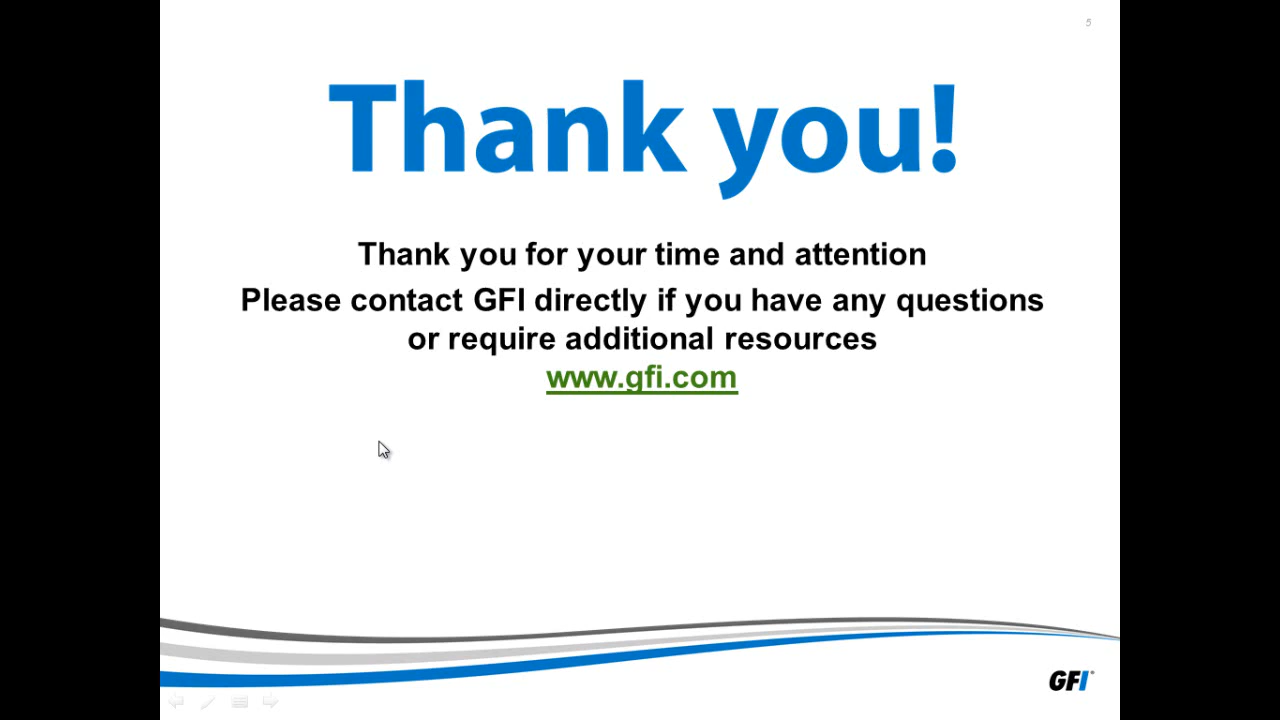 5
Thank you!
Thank you for your time and attention
Please contact GFI directly if you have any questions
or require additional resources
www.gfi.com
GFI®